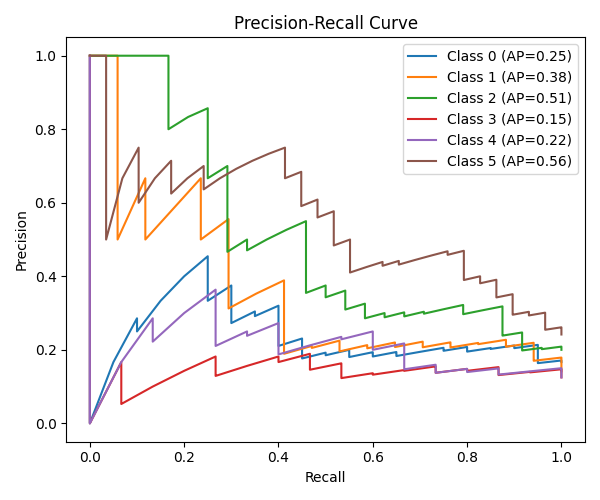 Precision-Recall Curve
Precision
1.0
0.8
0.6
0.4
0.2
0.0
Class 0 (AP=0.25)
Class 1 (AP=0.38)
Class 2 (AP=0.51)
Class 3 (AP=0.15)
Class 4 (AP=0.22)
Class 5 (AP=0.56)
0.0 0.2 0.4 0.6 0.8 1.0
Recall